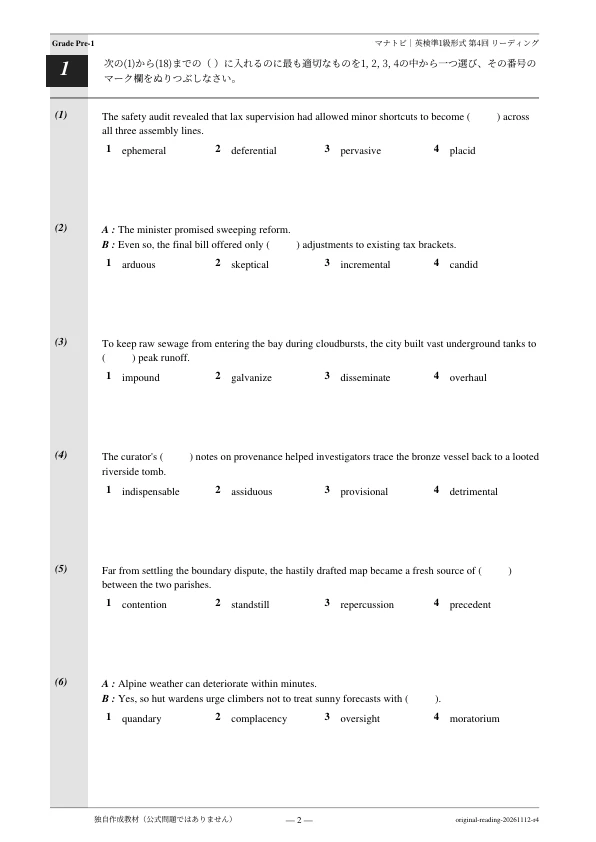 Grade Pre-1
マナトビ｜英検準1級形式 第4回 リーディング
1
次の(1)から(18)までの（ ）に入れるのに最も適切なものを1, 2, 3, 4の中から一つ選び、その番号の
マーク欄をぬりつぶしなさい。
(1)
The safety audit revealed that lax supervision had allowed minor shortcuts to become ( ) across
all three assembly lines.
1 ephemeral 2 deferential 3 pervasive 4 placid
(2)
A : The minister promised sweeping reform.
B : Even so, the final bill offered only ( ) adjustments to existing tax brackets.
1 arduous 2 skeptical 3 incremental 4 candid
(3)
To keep raw sewage from entering the bay during cloudbursts, the city built vast underground tanks to
( ) peak runoff.
1 impound 2 galvanize 3 disseminate 4 overhaul
(4)
The curator's ( ) notes on provenance helped investigators trace the bronze vessel back to a looted
riverside tomb.
1 indispensable 2 assiduous 3 provisional 4 detrimental
(5)
Far from settling the boundary dispute, the hastily drafted map became a fresh source of ( )
between the two parishes.
1 contention 2 standstill 3 repercussion 4 precedent
(6)
A : Alpine weather can deteriorate within minutes.
B : Yes, so hut wardens urge climbers not to treat sunny forecasts with ( ).
1 quandary 2 complacency 3 oversight 4 moratorium
独自作成教材（公式問題ではありません）
— 2 —
original-reading-20261112-r4